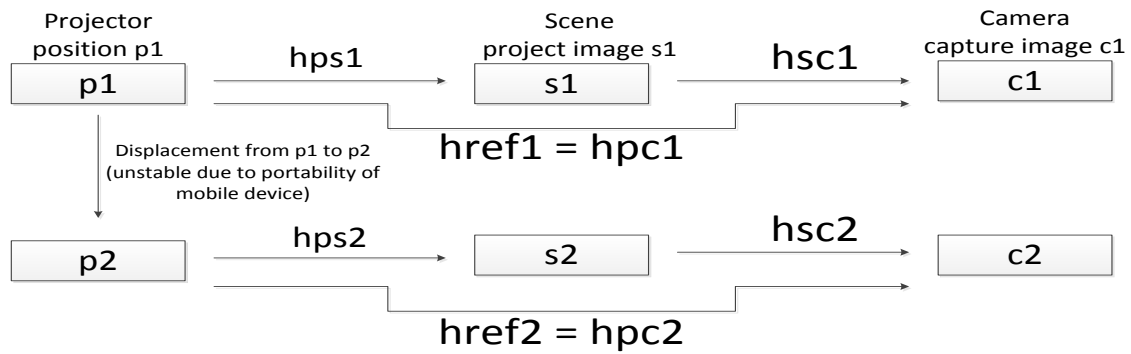 Projector
position p1
Scene
project image s1
Camera
capture image c1
p1
hps1
s1
hsc1
c1
href1 = hpc1
Displacement from p1 to p2
(unstable due to portability of
mobile device)
p2
hps2
s2
hsc2
c2
href2 = hpc2